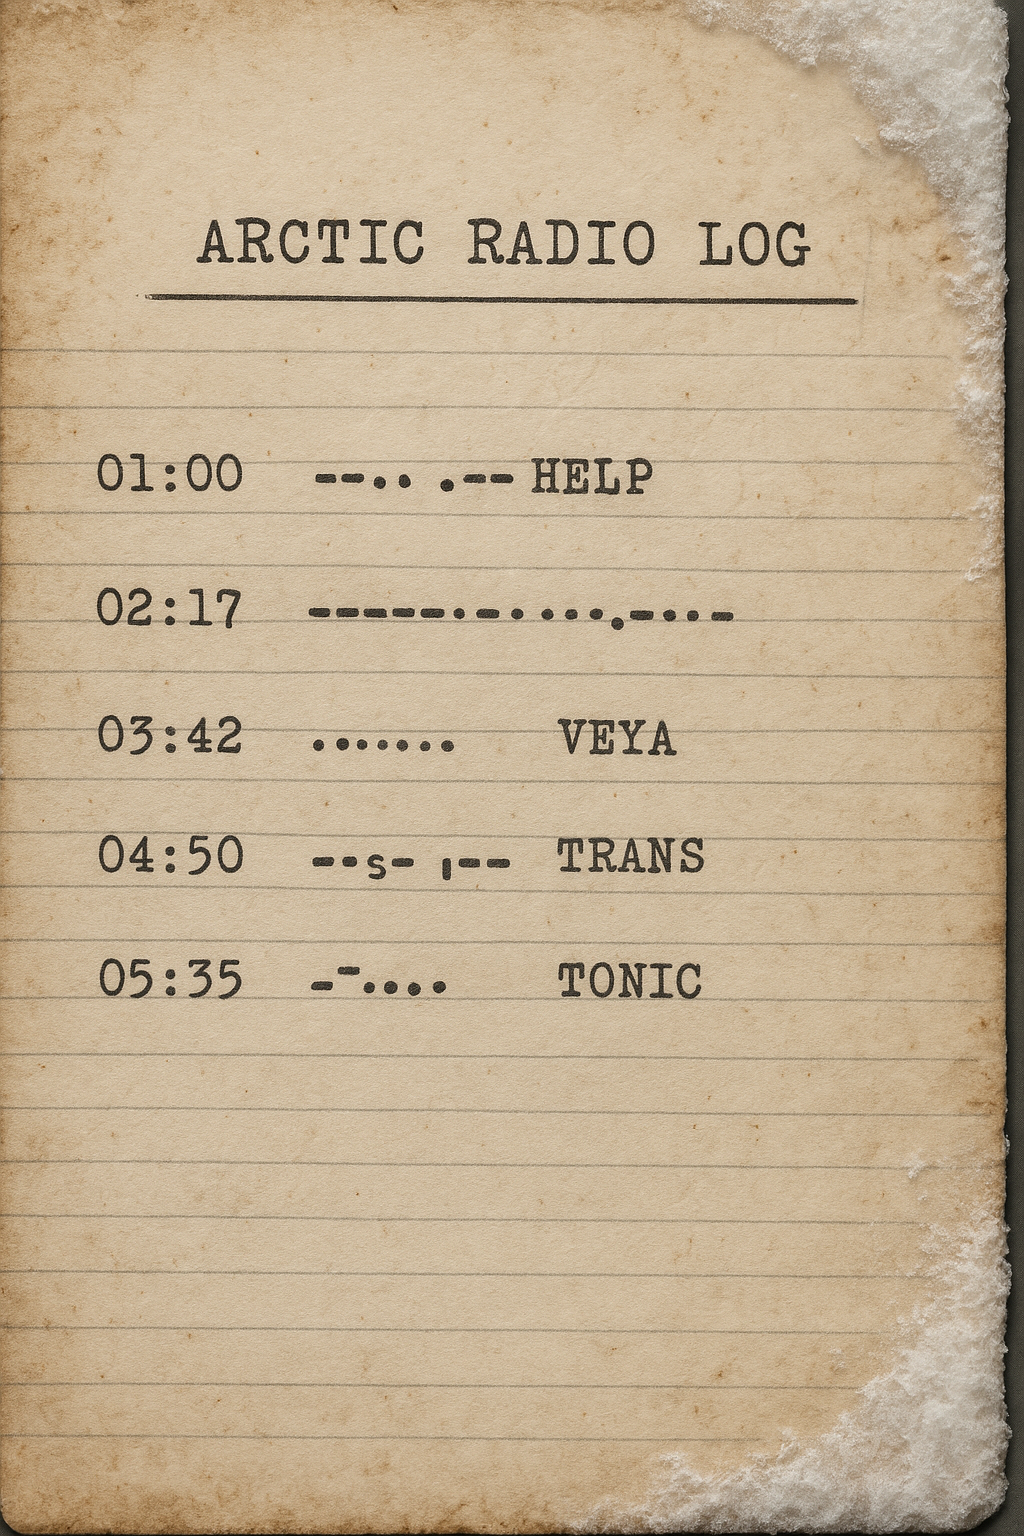 ARCTIC RADIO LOG
01:00 --.. .-- HELP
02:17 -----.-. ....-..-
03:42 ....... VEYA
04:50 --s- ı-- TRANS
05:35 --.... TONIC